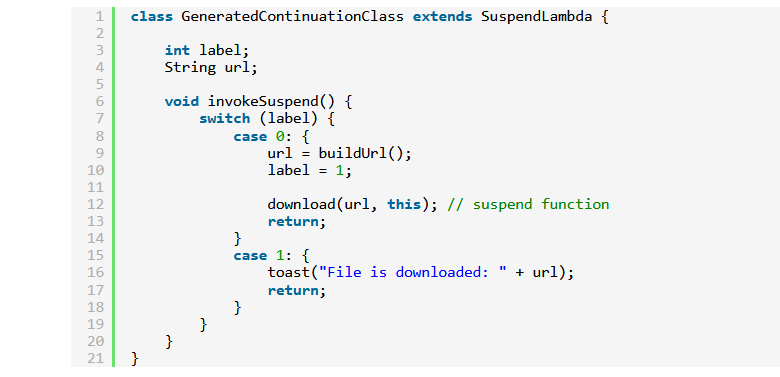 1 class GeneratedContinuationClass extends SuspendLambda {
2
3     int label;
4     String url;
5
6     void invokeSuspend() {
7         switch (label) {
8             case 0: {
9                 url = buildUrl();
10                 label = 1;
11
12                 download(url, this); // suspend function
13                 return;
14             }
15             case 1: {
16                 toast("File is downloaded: " + url);
17                 return;
18             }
19         }
20     }
21 }